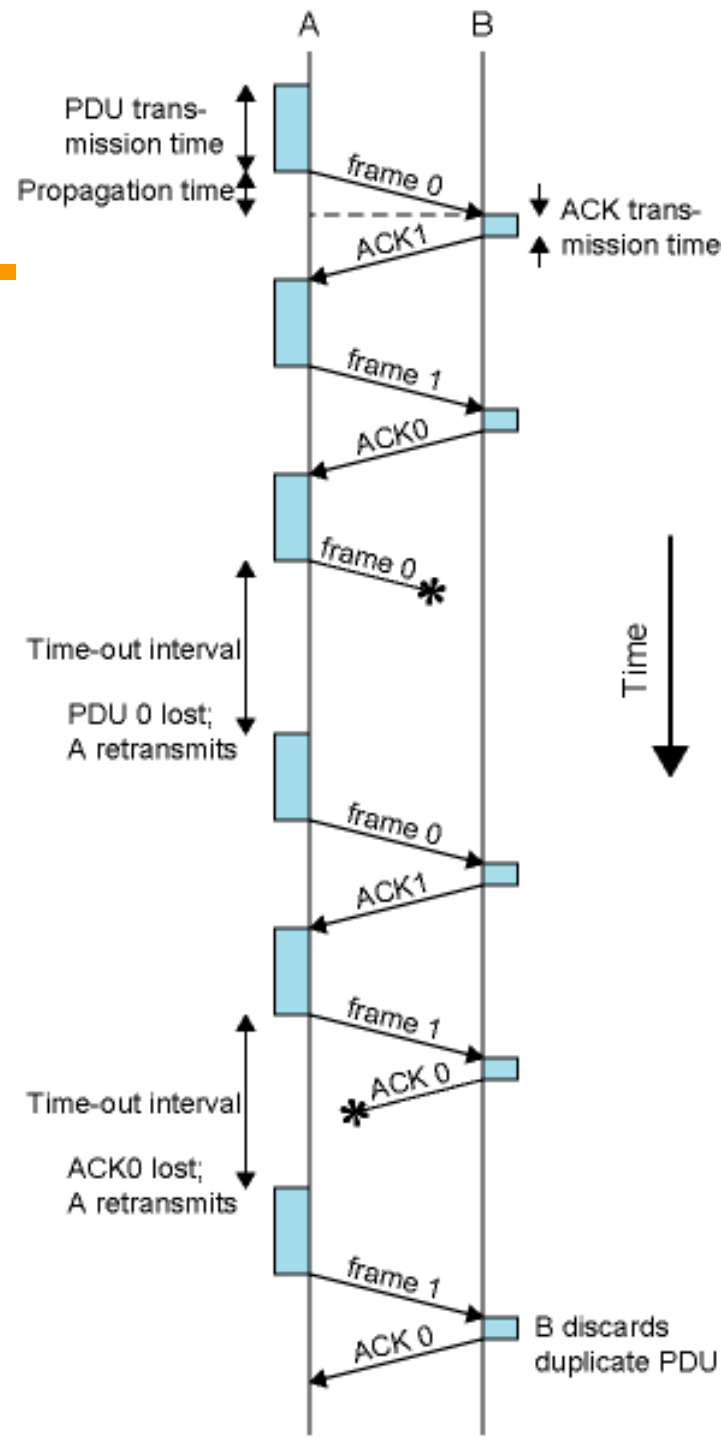 A
B
PDU trans-
mission time
Propagation time
frame 0
ACK trans-
mission time
ACK1
frame 1
ACK0
frame 0
Time-out interval
Time
PDU 0 lost;
A retransmits
frame 0
ACK1
frame 1
ACK 0
Time-out interval
ACK0 lost;
A retransmits
frame 1
B discards
duplicate PDU
ACK 0